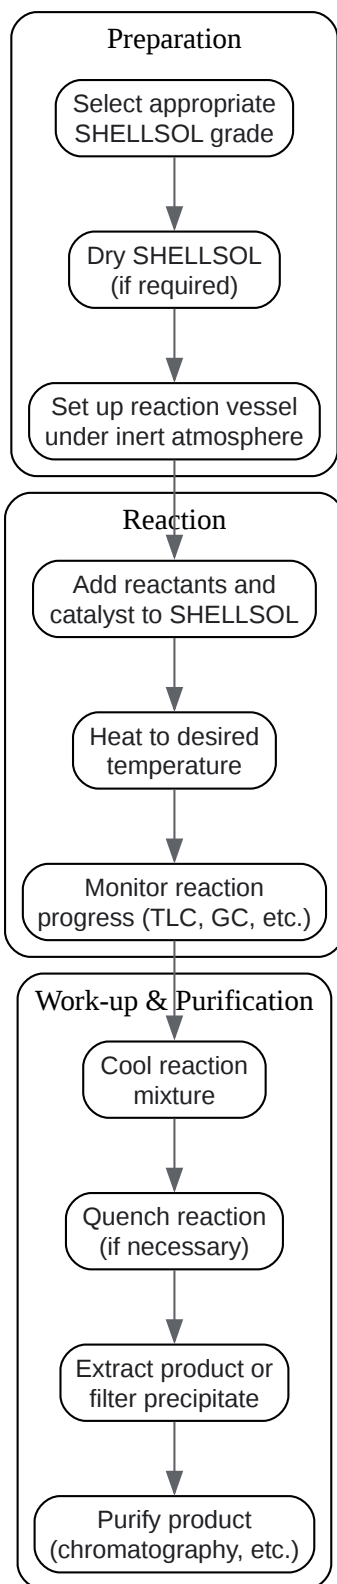 Preparation
Select appropriate
SHELLSOL grade
Dry SHELLSOL
(if required)
Set up reaction vessel
under inert atmosphere
Reaction
Add reactants and
catalyst to SHELLSOL
Heat to desired
temperature
Monitor reaction
progress (TLC, GC, etc.)
Work-up & Purification
Cool reaction
mixture
Quench reaction
(if necessary)
Extract product or
filter precipitate
Purify product
(chromatography, etc.)